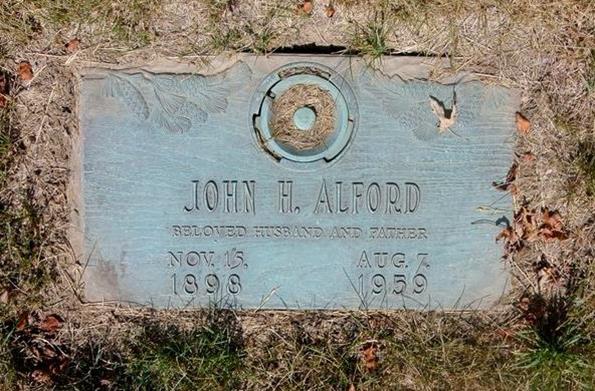 JOHN H. ALFORD
BELOVED HUSBAND AND FATHER
NOV. 15, AUG. 7,
1898 1959